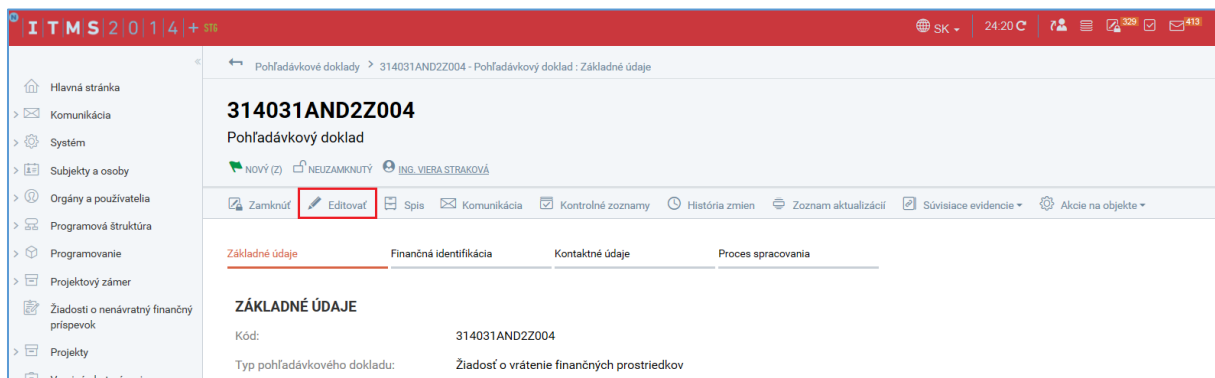 ITMS2014+ STG
SK 24:20 329 413
Pohľadávkové doklady > 314031AND2Z004 - Pohľadávkový doklad : Základné údaje
Hlavná stránka
Komunikácia
Systém
Subjekty a osoby
Orgány a používatelia
Programová štruktúra
Programovanie
Projektový zámer
Žiadosti o nenávratný finančný
príspevok
Projekty
314031AND2Z004
Pohľadávkový doklad
NOVÝ (Z) NEUZAMKNUTÝ ING. VIERA STRAKOVÁ
Zamknúť Editovať Spis Komunikácia Kontrolné zoznamy História zmien Zoznam aktualizácií Súvisiace evidencie Akcie na objekte
Základné údaje Finančná identifikácia Kontaktné údaje Proces spracovania
ZÁKLADNÉ ÚDAJE
Kód: 314031AND2Z004
Typ pohľadávkového dokladu: Žiadosť o vrátenie finančných prostriedkov